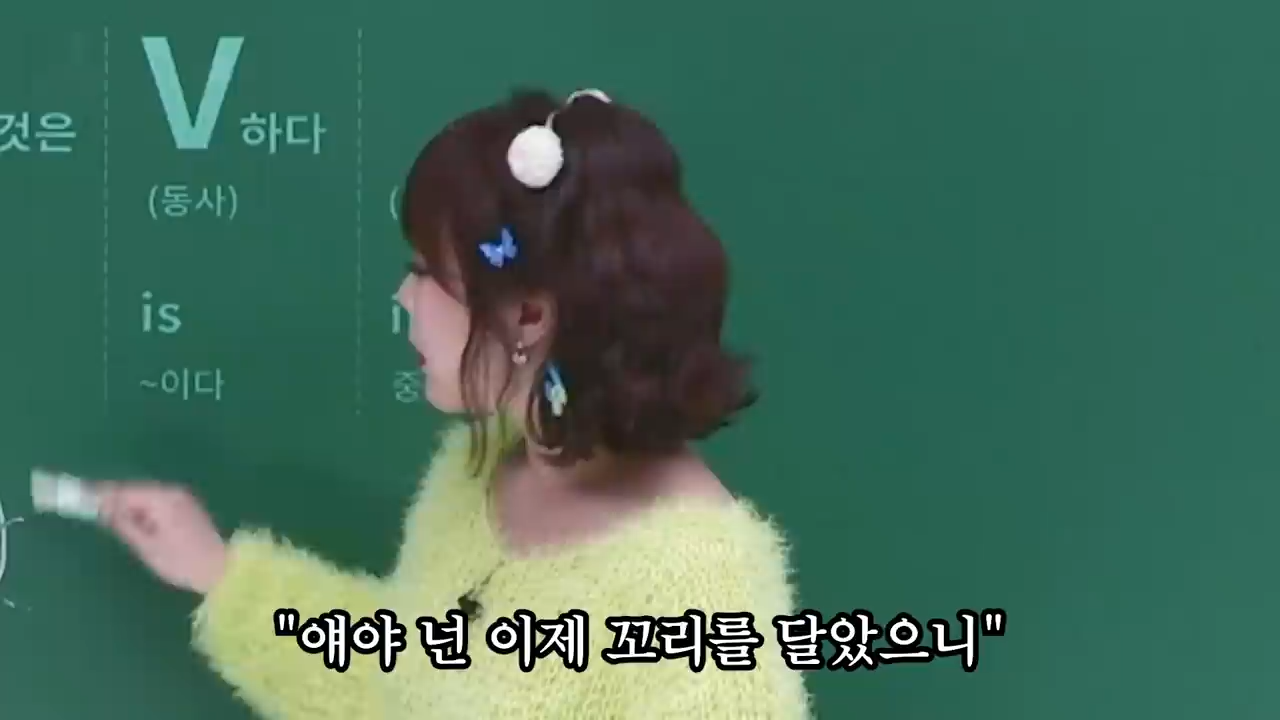 것은 V 하다
(동사) (
is i
~이다 중
"얘야 넌 이제 꼬리를 달았으니"